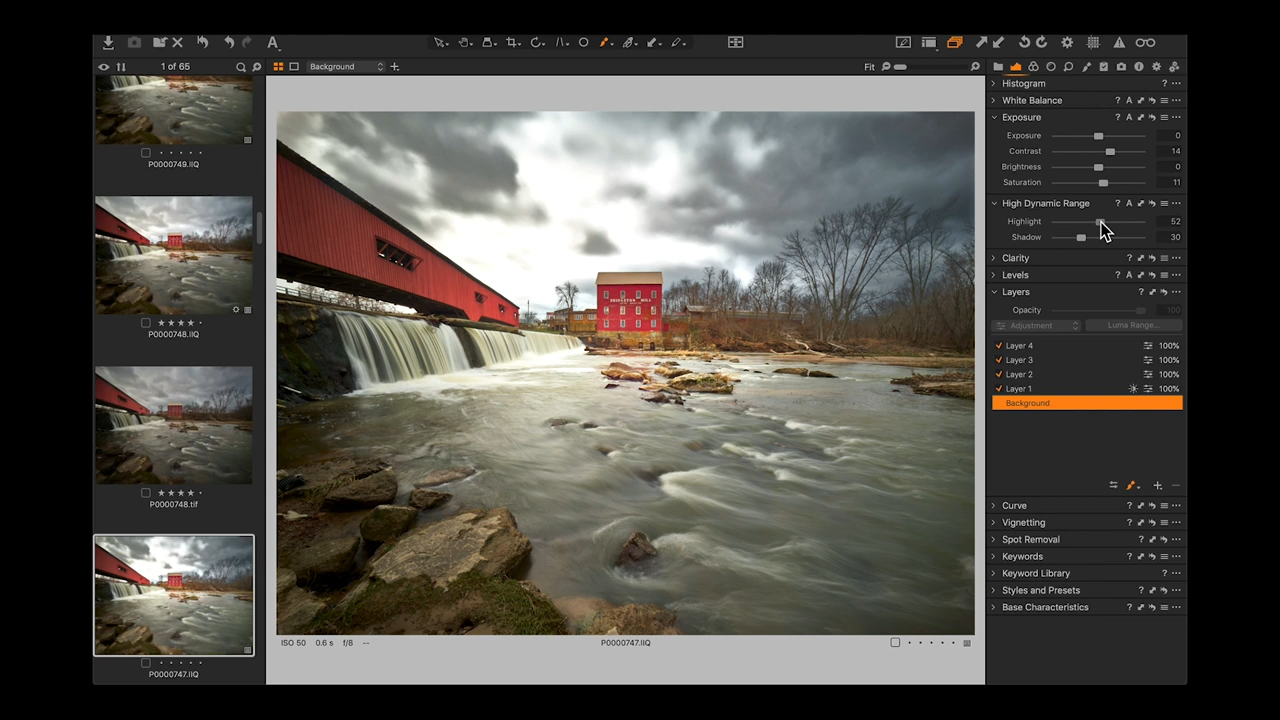 A
1 of 65
Background
Fit
Histogram
White Balance
Exposure
Exposure 0
Contrast 14
Brightness 0
Saturation 11
High Dynamic Range
Highlight 52
Shadow 30
Clarity
Levels
Layers
Opacity 100
Adjustment
Luma Range...
Layer 4 100%
Layer 3 100%
Layer 2 100%
Layer 1 100%
Background
Curve
Vignetting
Spot Removal
Keywords
Keyword Library
Styles and Presets
Base Characteristics
P0000749.IIQ
P0000748.IIQ
P0000748.tif
P0000747.IIQ
BRIDGETON MILL
ISO 50 0.6 s f/8 --
P0000747.IIQ